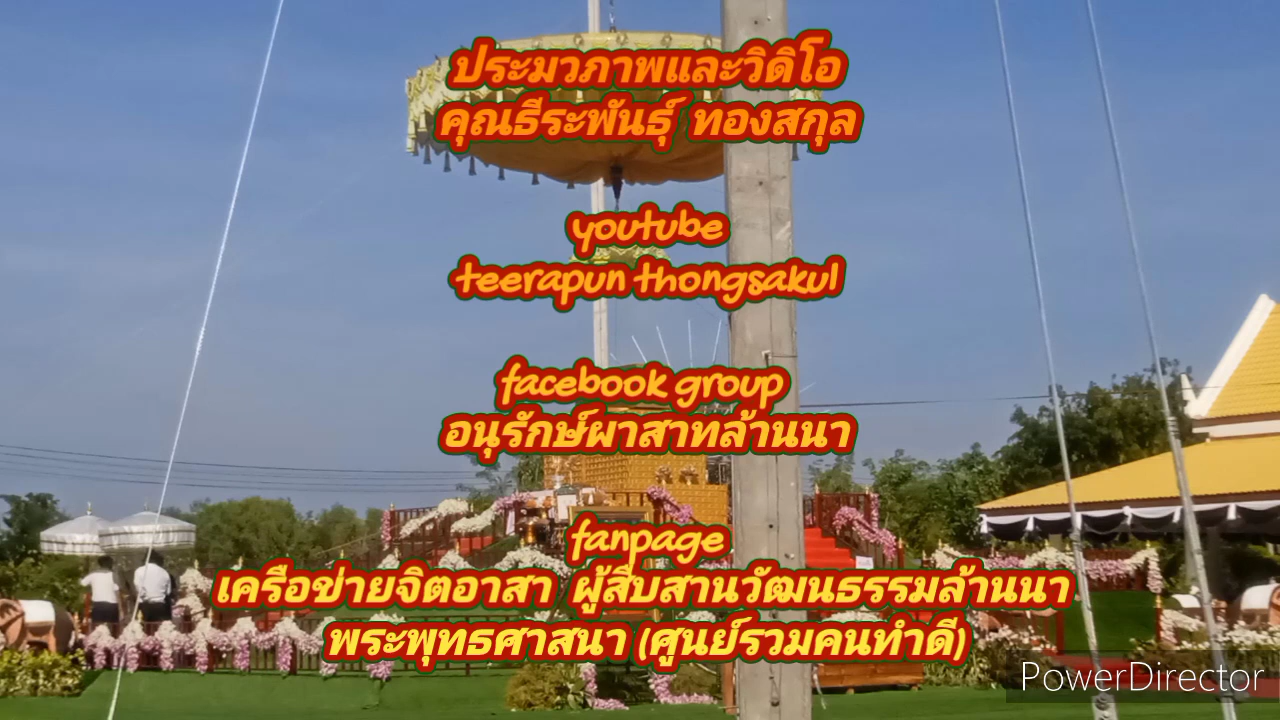 ประมวภาพและวิดิโอ
คุณธีระพันธุ์ ทองสกุล
youtube
teerapun thongsakul
facebook group
อนุรักษ์ผาสาทล้านนา
fanpage
เครือข่ายจิตอาสา ผู้สืบสานวัฒนธรรมล้านนา
พระพุทธศาสนา (ศูนย์รวมคนทำดี)
PowerDirector